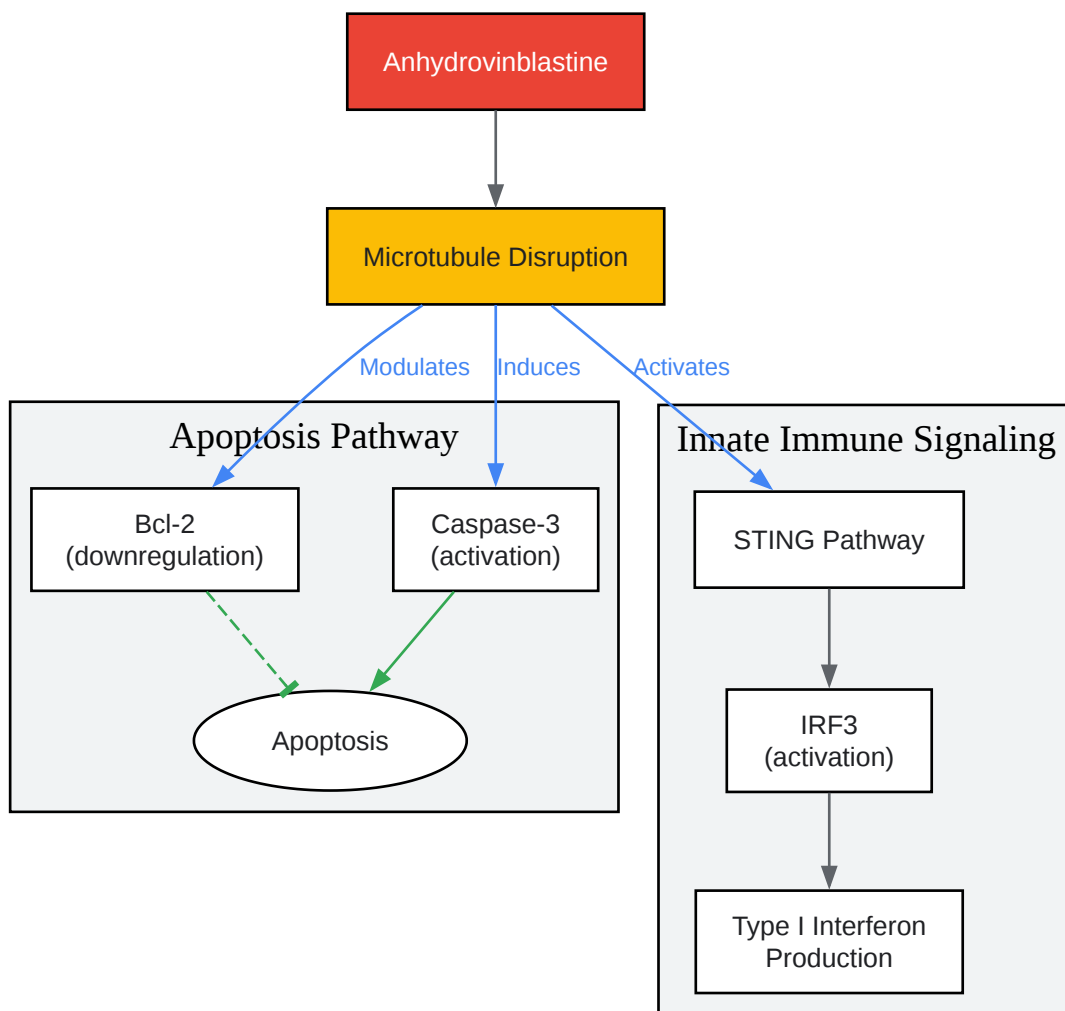 Anhydrovinblastine
Microtubule Disruption
Modulates
Induces
Activates
Apoptosis Pathway
Innate Immune Signaling
Bcl-2
(downregulation)
Caspase-3
(activation)
STING Pathway
Apoptosis
IRF3
(activation)
Type I Interferon
Production